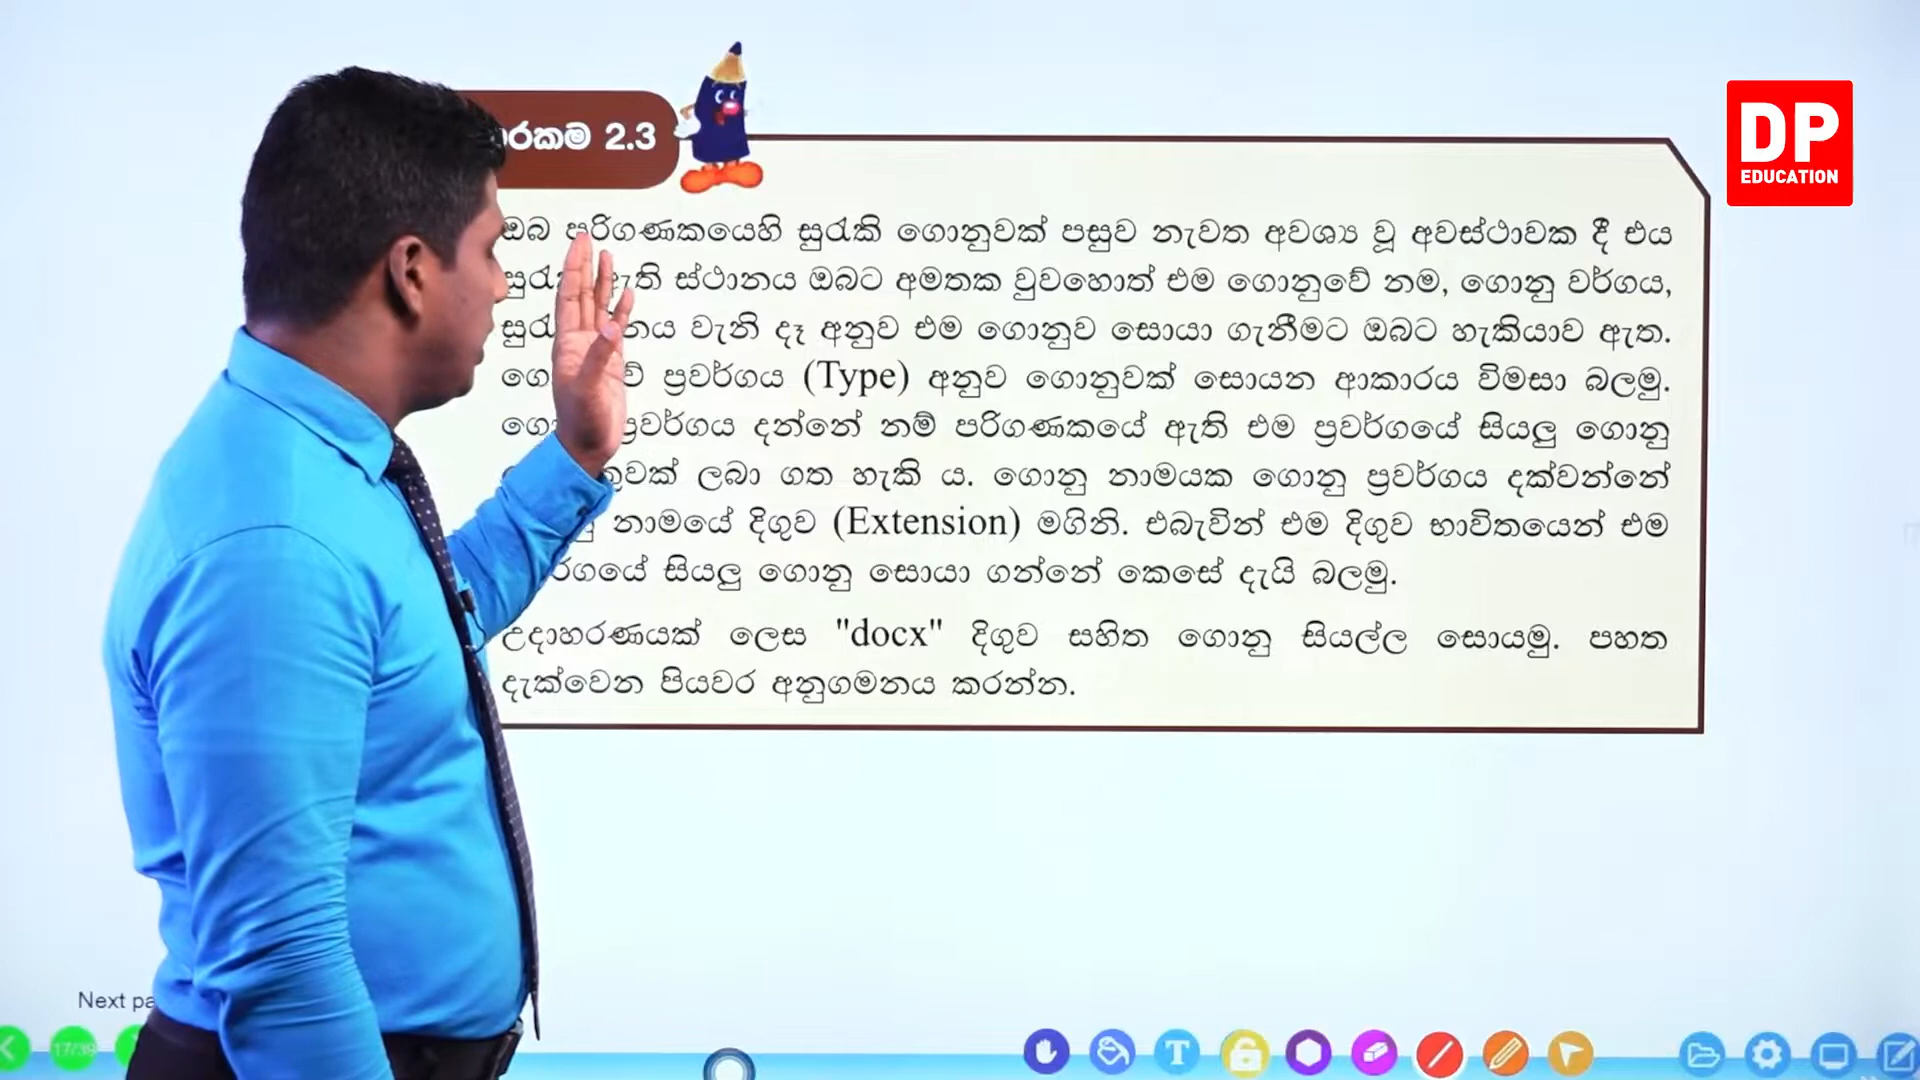 2.3
DP
EDUCATION
ඔබ පරිගණකයෙහි සුරැකි ගොනුවක් පසුව නැවත අවශ්‍ය වූ අවස්ථාවක දී එය
ඇති ස්ථානය ඔබට අමතක වුවහොත් එම ගොනුවේ නම, ගොනු වර්ගය,
වැනි දෑ අනුව එම ගොනුව සොයා ගැනීමට ඔබට හැකියාව ඇත.
ප්‍රවර්ගය (Type) අනුව ගොනුවක් සොයන ආකාරය විමසා බලමු.
ප්‍රවර්ගය දන්නේ නම් පරිගණකයේ ඇති එම ප්‍රවර්ගයේ සියලු ගොනු
ලබා ගත හැකි ය. ගොනු නාමයක ගොනු ප්‍රවර්ගය දක්වන්නේ
නාමයේ දිගුව (Extension) මගිනි. එබැවින් එම දිගුව භාවිතයෙන් එම
සියලු ගොනු සොයා ගන්නේ කෙසේ දැයි බලමු.
උදාහරණයක් ලෙස "docx" දිගුව සහිත ගොනු සියල්ල සොයමු. පහත
දැක්වෙන පියවර අනුගමනය කරන්න.
Next
17/39
T